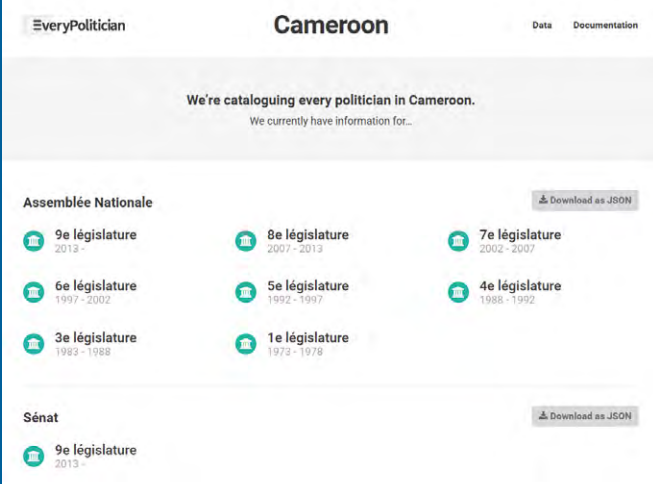 EveryPolitician
Cameroon
Data
Documentation
We're cataloguing every politician in Cameroon.
We currently have information for...
Assemblée Nationale
Download as JSON
9e législature
2013 -
8e législature
2007 - 2013
7e législature
2002 - 2007
6e législature
1997 - 2002
5e législature
1992 - 1997
4e législature
1988 - 1992
3e législature
1983 - 1988
1e législature
1973 - 1978
Sénat
Download as JSON
9e législature
2013 -